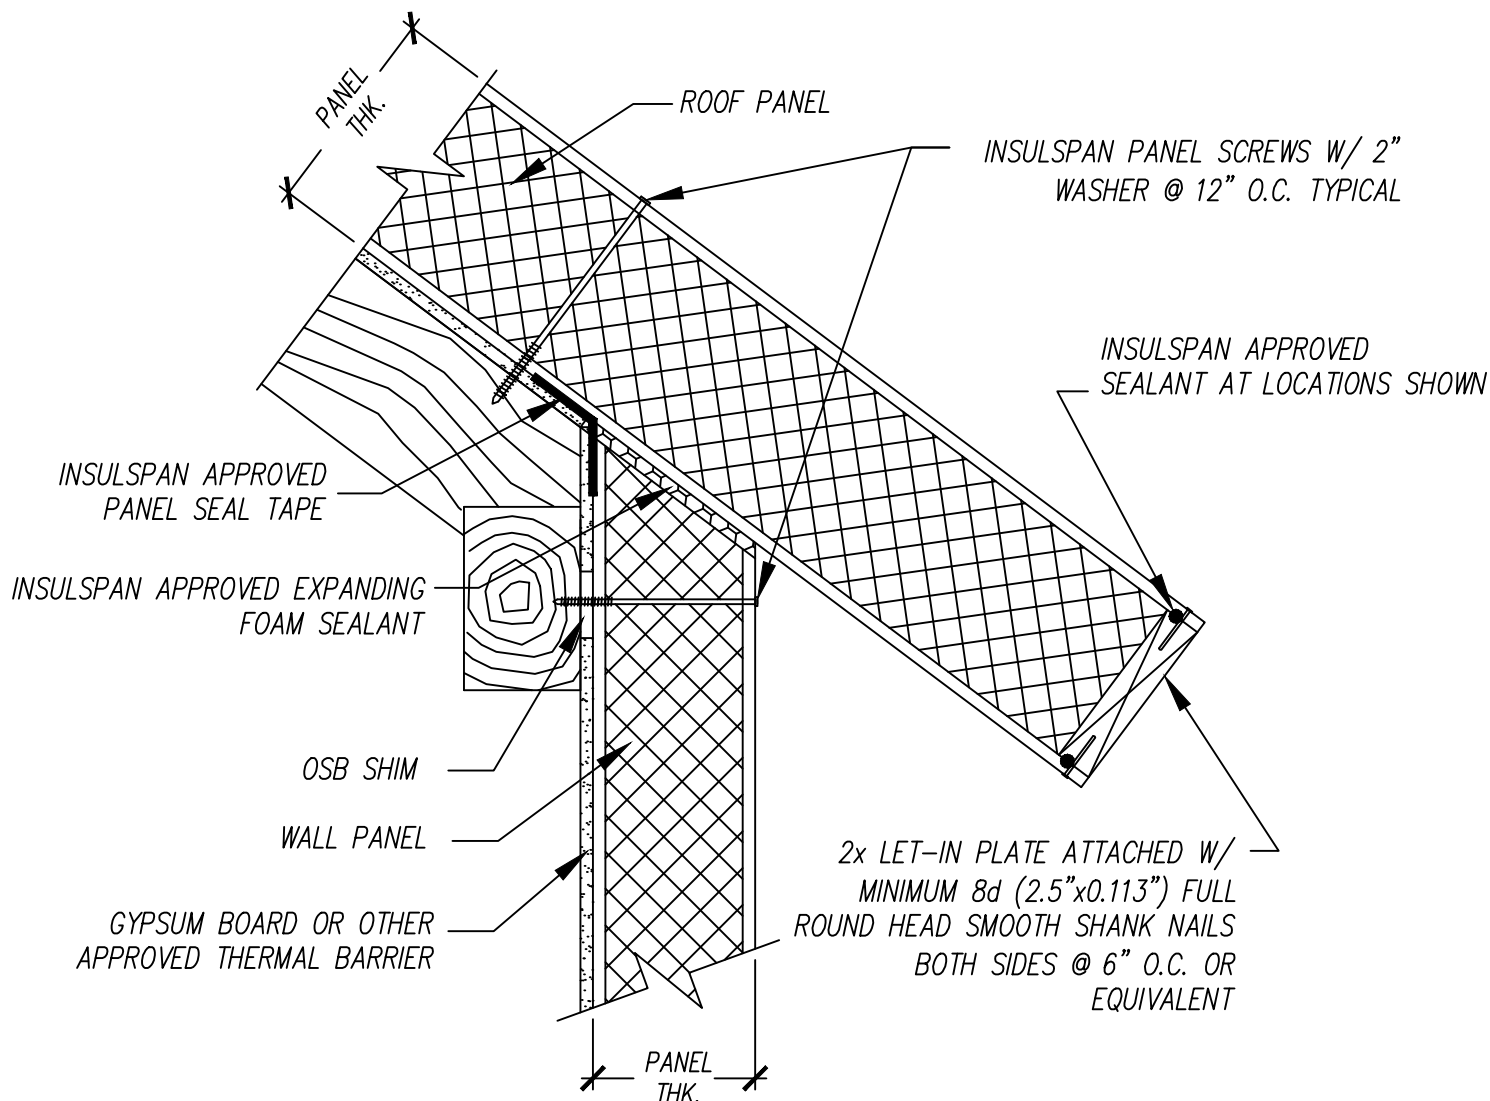 PANEL
THK.
ROOF PANEL
INSULSPAN PANEL SCREWS W/ 2”
WASHER @ 12” O.C. TYPICAL
INSULSPAN APPROVED
SEALANT AT LOCATIONS SHOWN
INSULSPAN APPROVED
PANEL SEAL TAPE
INSULSPAN APPROVED EXPANDING
FOAM SEALANT
OSB SHIM
WALL PANEL
GYPSUM BOARD OR OTHER
APPROVED THERMAL BARRIER
2x LET-IN PLATE ATTACHED W/
MINIMUM 8d (2.5”x0.113”) FULL
ROUND HEAD SMOOTH SHANK NAILS
BOTH SIDES @ 6” O.C. OR
EQUIVALENT
PANEL
THK.